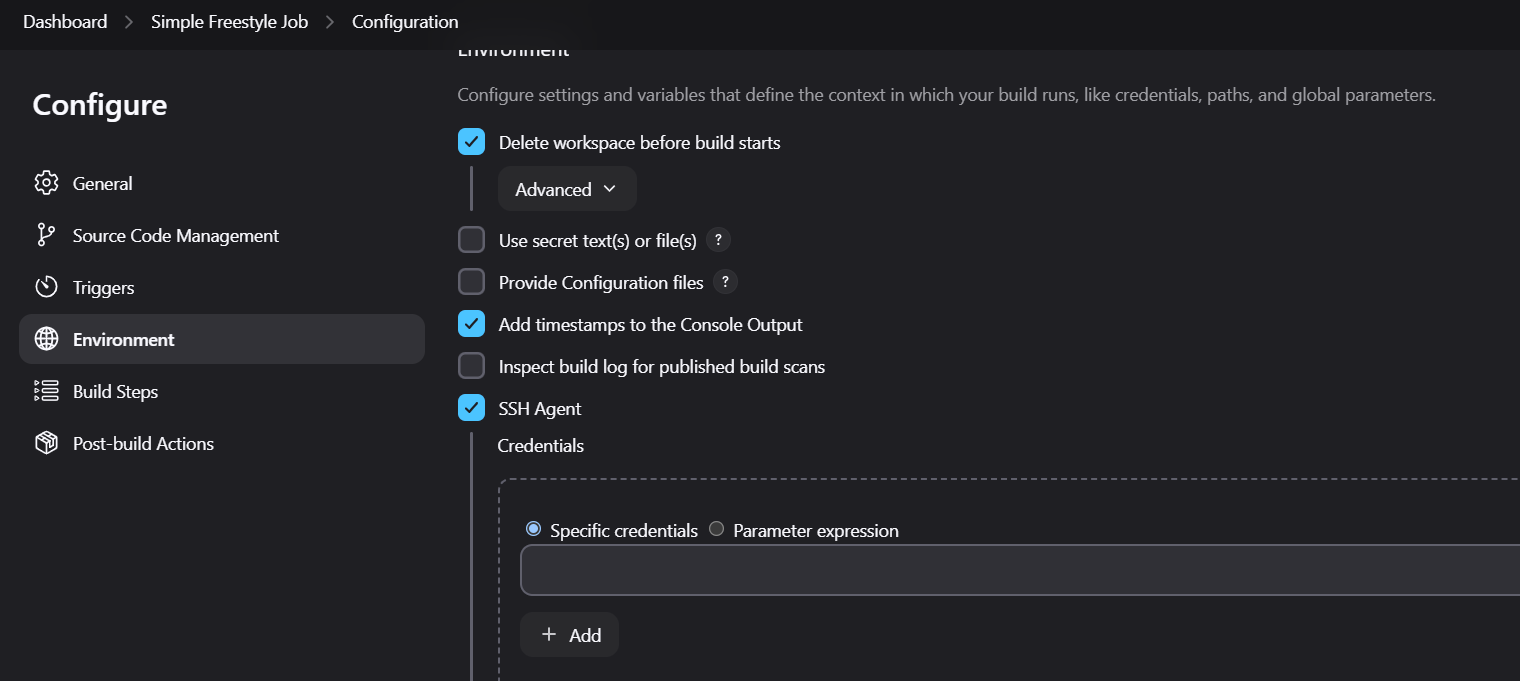 Dashboard > Simple Freestyle Job > Configuration
Configure
General
Source Code Management
Triggers
Environment
Build Steps
Post-build Actions
Environment
Configure settings and variables that define the context in which your build runs, like credentials, paths, and global parameters.
Delete workspace before build starts
Advanced
Use secret text(s) or file(s) ?
Provide Configuration files ?
Add timestamps to the Console Output
Inspect build log for published build scans
SSH Agent
Credentials
Specific credentials Parameter expression
+ Add